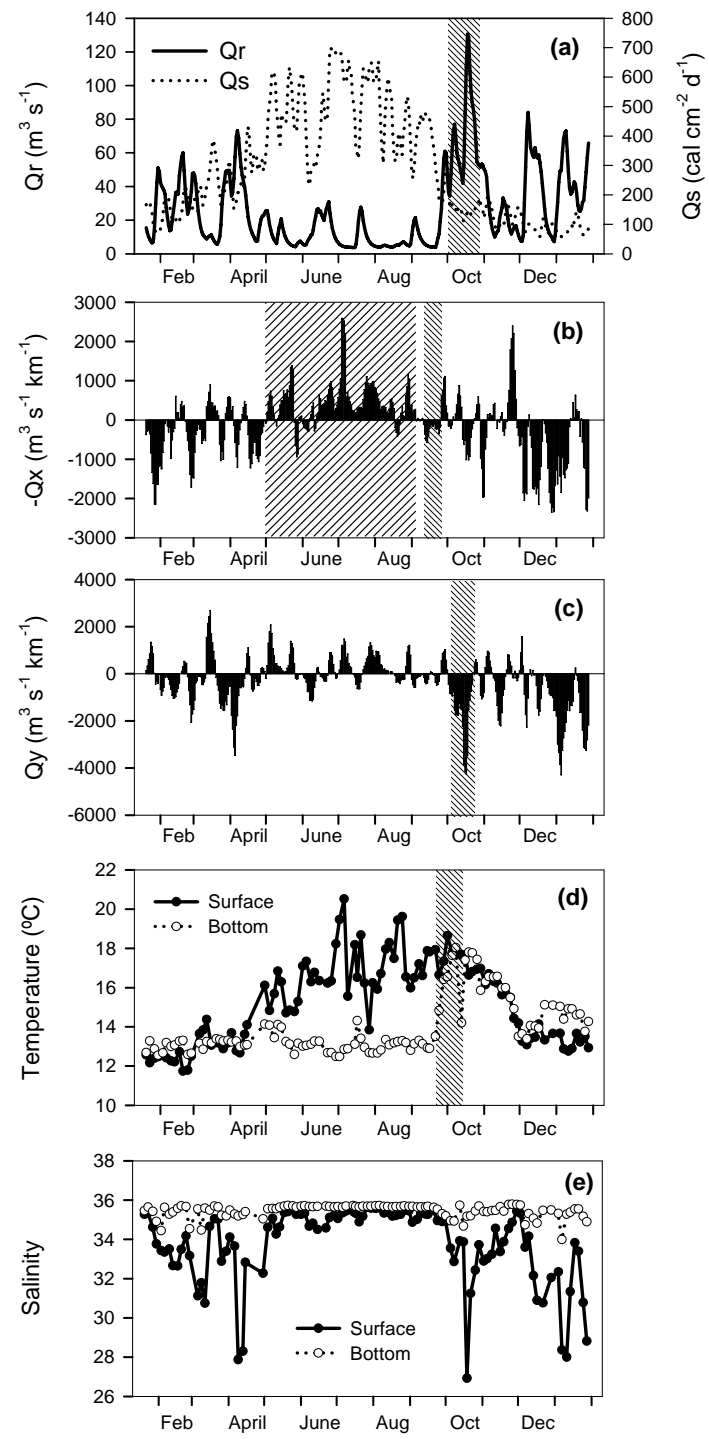 140
120
100
80
60
40
20
0
Qr (m³ s⁻¹)
Qr
Qs
(a)
800
700
600
500
400
300
200
100
0
Qs (cal cm⁻² d⁻¹)
Feb April June Aug Oct Dec
3000
2000
1000
0
-1000
-2000
-3000
-Qx (m³ s⁻¹ km⁻¹)
(b)
Feb April June Aug Oct Dec
4000
2000
0
-2000
-4000
-6000
Qy (m³ s⁻¹ km⁻¹)
(c)
Feb April June Aug Oct Dec
22
20
18
16
14
12
10
Temperature (ºC)
Surface
Bottom
(d)
Feb April June Aug Oct Dec
38
36
34
32
30
28
26
Salinity
(e)
Surface
Bottom
Feb April June Aug Oct Dec